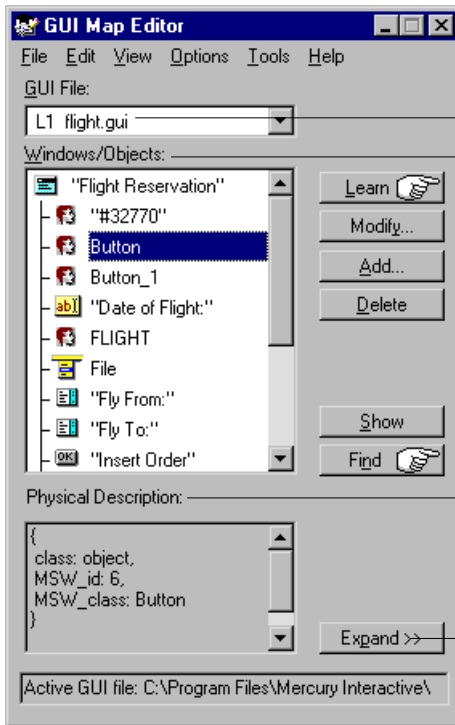 GUI Map Editor
File Edit View Options Tools Help
GUI File:
L1 flight.gui
Windows/Objects:
"Flight Reservation"
"#32770"
Button
Button_1
"Date of Flight:"
FLIGHT
File
"Fly From:"
"Fly To:"
"Insert Order"
Learn
Modify...
Add...
Delete
Show
Find
Physical Description:
{
class: object,
MSW_id: 6,
MSW_class: Button
}
Expand >>
Active GUI file: C:\Program Files\Mercury Interactive\